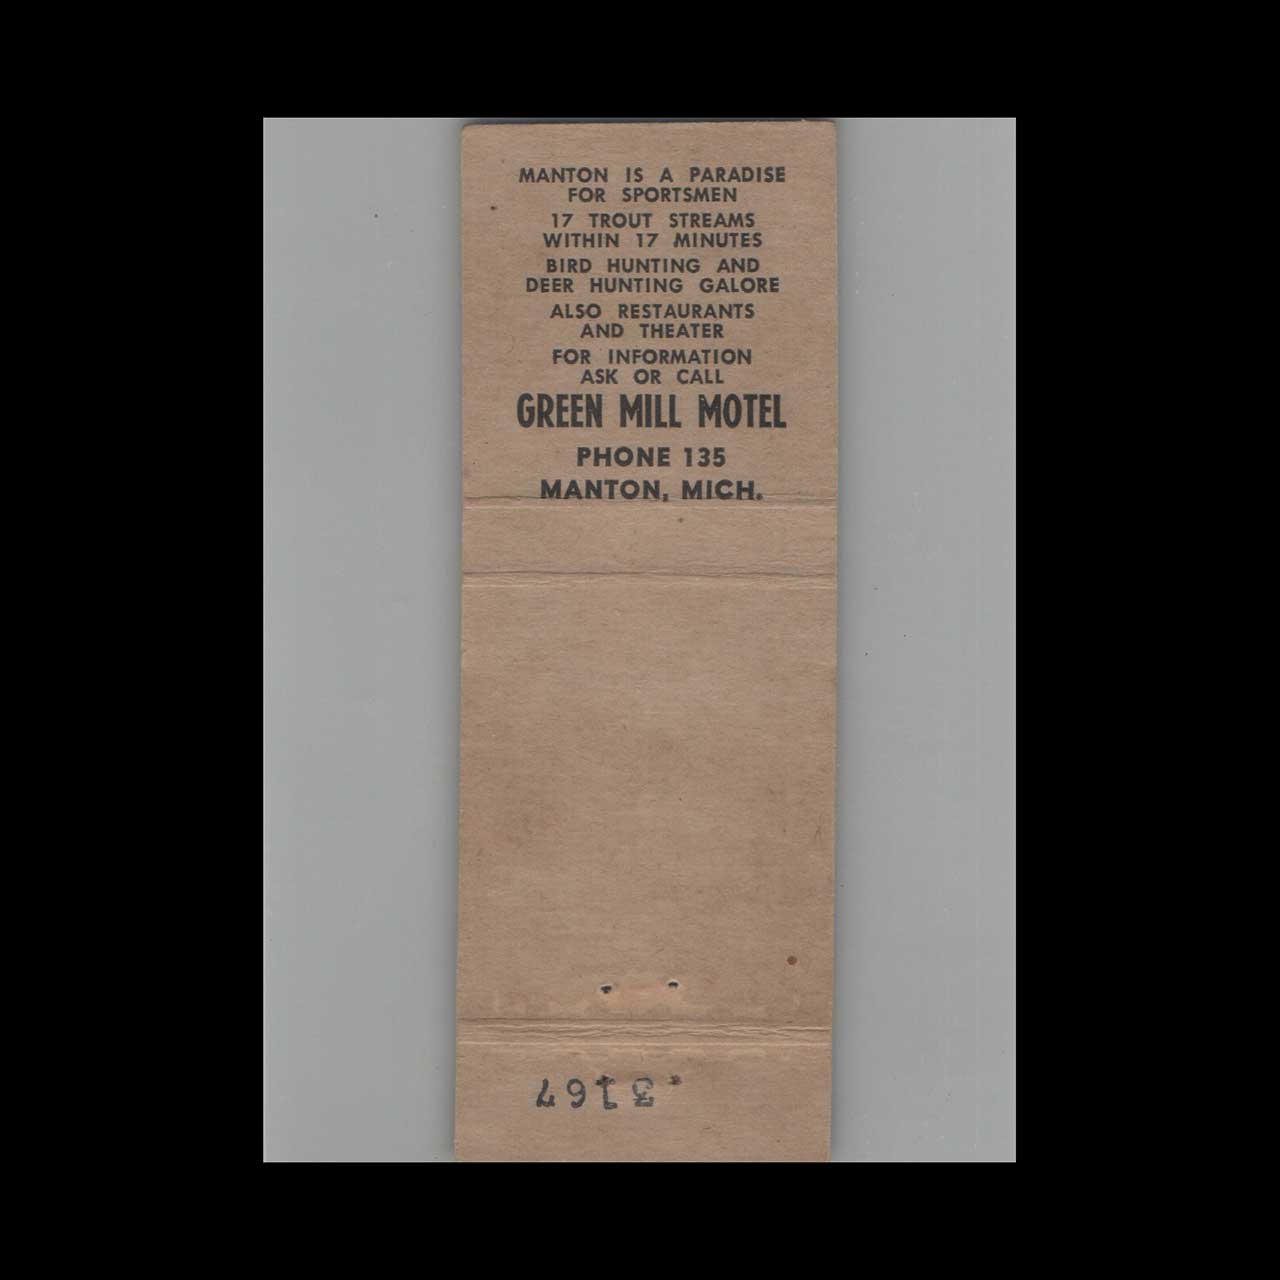 MANTON IS A PARADISE
FOR SPORTSMEN
17 TROUT STREAMS
WITHIN 17 MINUTES
BIRD HUNTING AND
DEER HUNTING GALORE
ALSO RESTAURANTS
AND THEATER
FOR INFORMATION
ASK OR CALL
GREEN MILL MOTEL
PHONE 135
MANTON, MICH.
3167